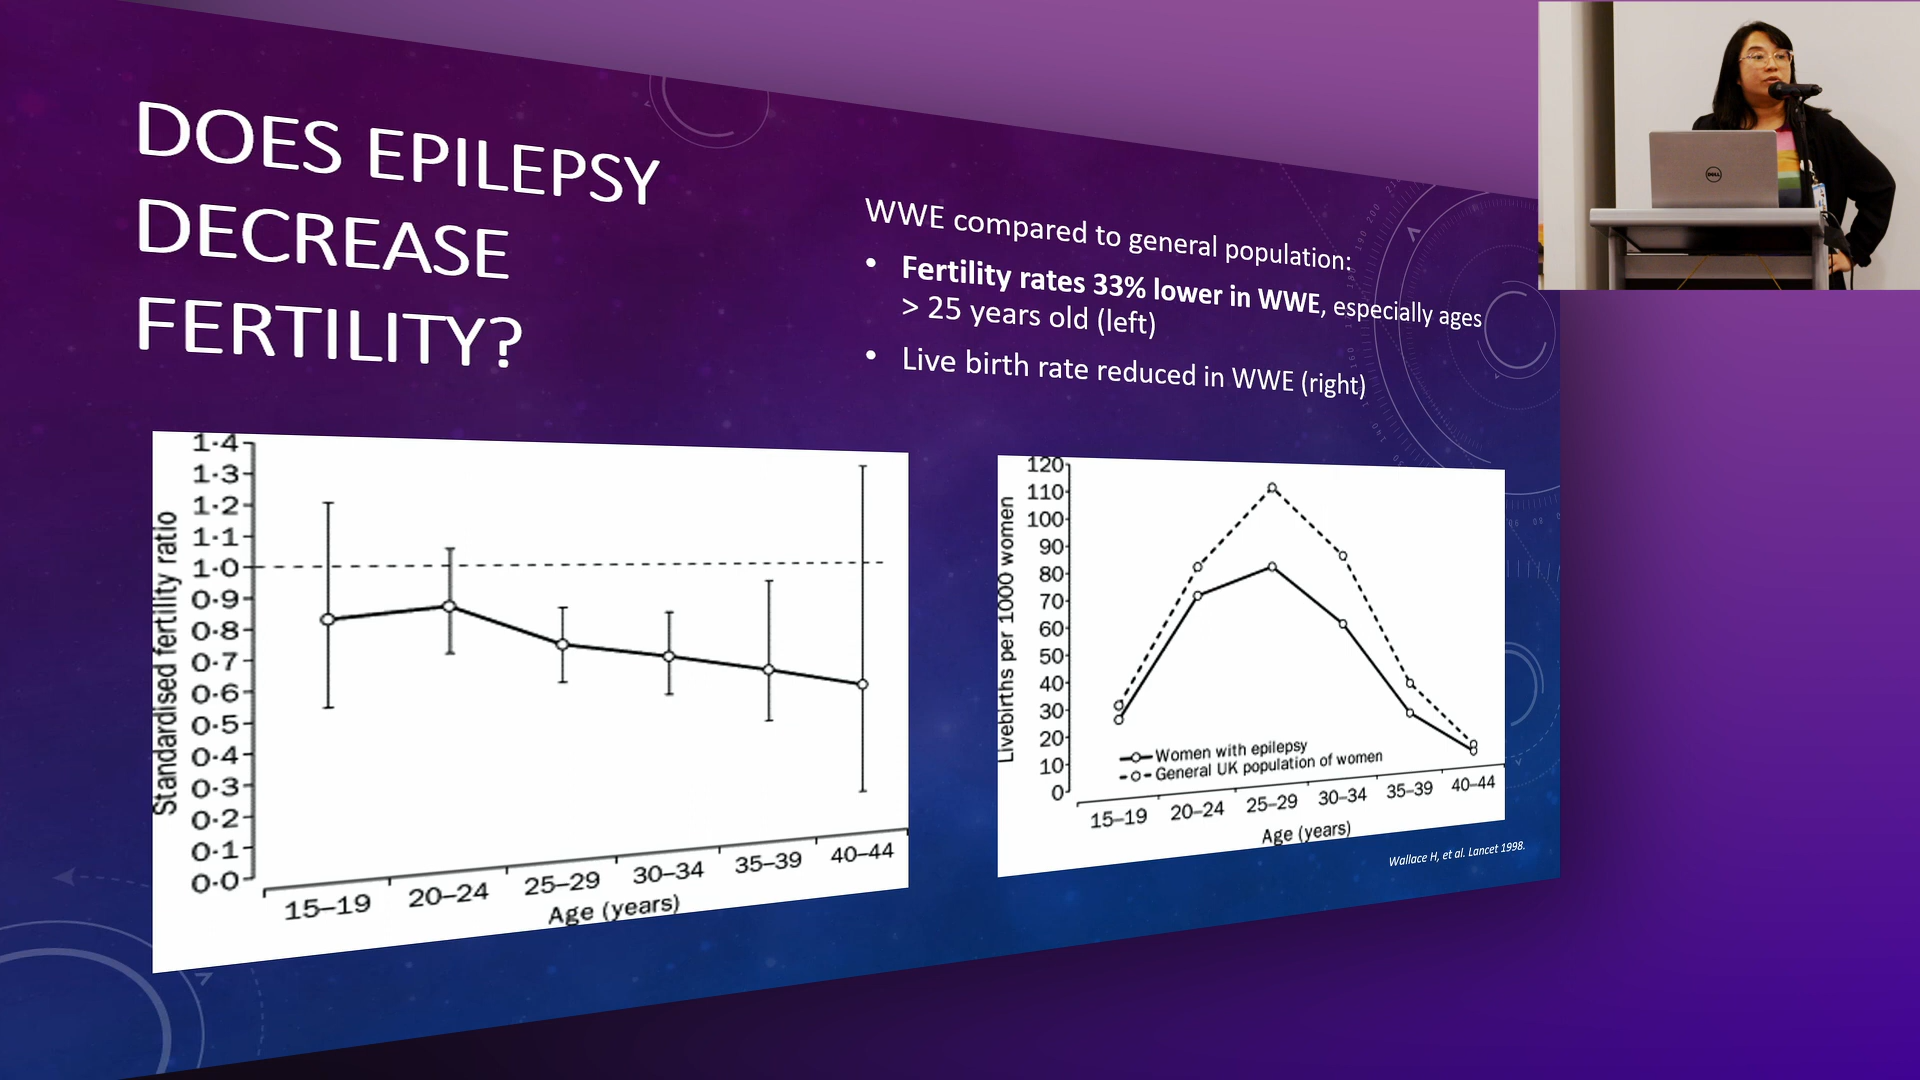 DOES EPILEPSY
DECREASE
FERTILITY?
WWE compared to general population:
• Fertility rates 33% lower in WWE, especially ages
> 25 years old (left)
• Live birth rate reduced in WWE (right)
Standardised fertility ratio
1·4
1·3
1·2
1·1
1·0
0·9
0·8
0·7
0·6
0·5
0·4
0·3
0·2
0·1
0·0
15–19 20–24 25–29 30–34 35–39 40–44
Age (years)
Livebirths per 1000 women
120
110
100
90
80
70
60
50
40
30
20
10
0
Women with epilepsy
General UK population of women
15–19 20–24 25–29 30–34 35–39 40–44
Age (years)
Wallace H, et al. Lancet 1998.
DELL